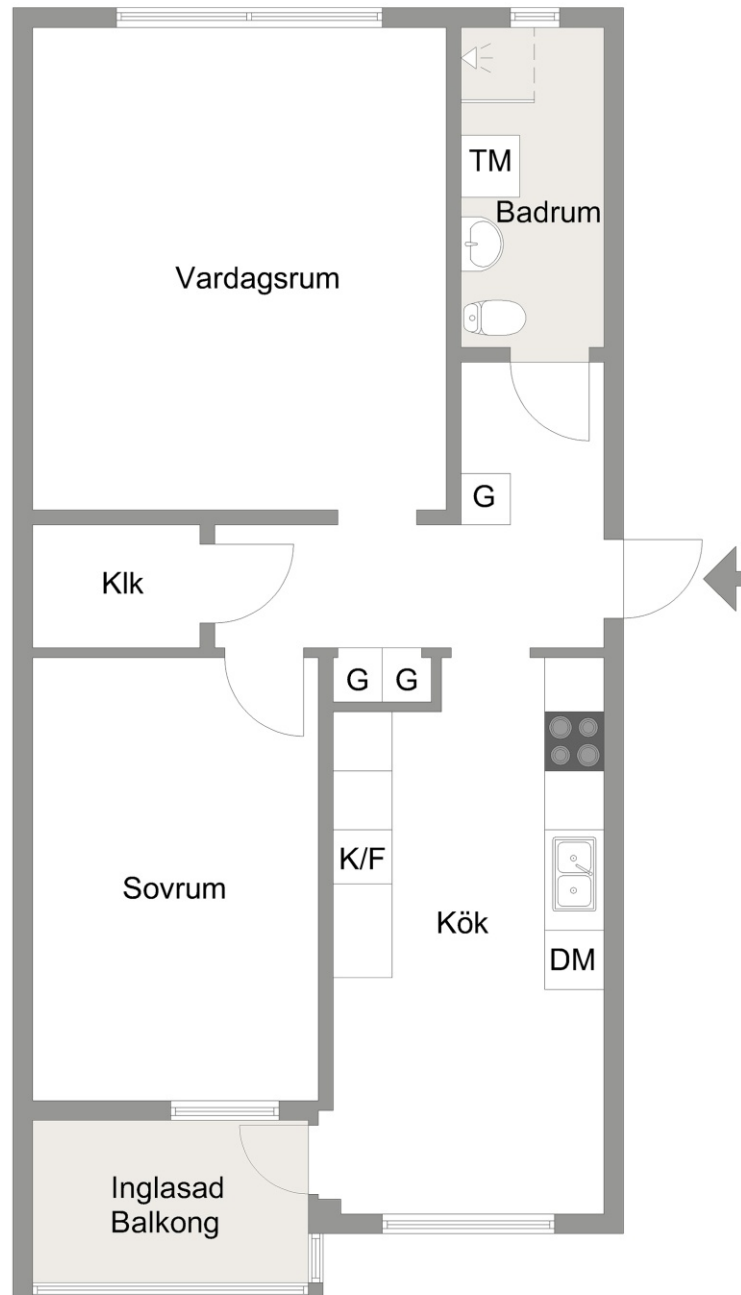 TM
Badrum
Vardagsrum
G
Klk
G G
K/F
Sovrum
Kök
DM
Inglasad
Balkong